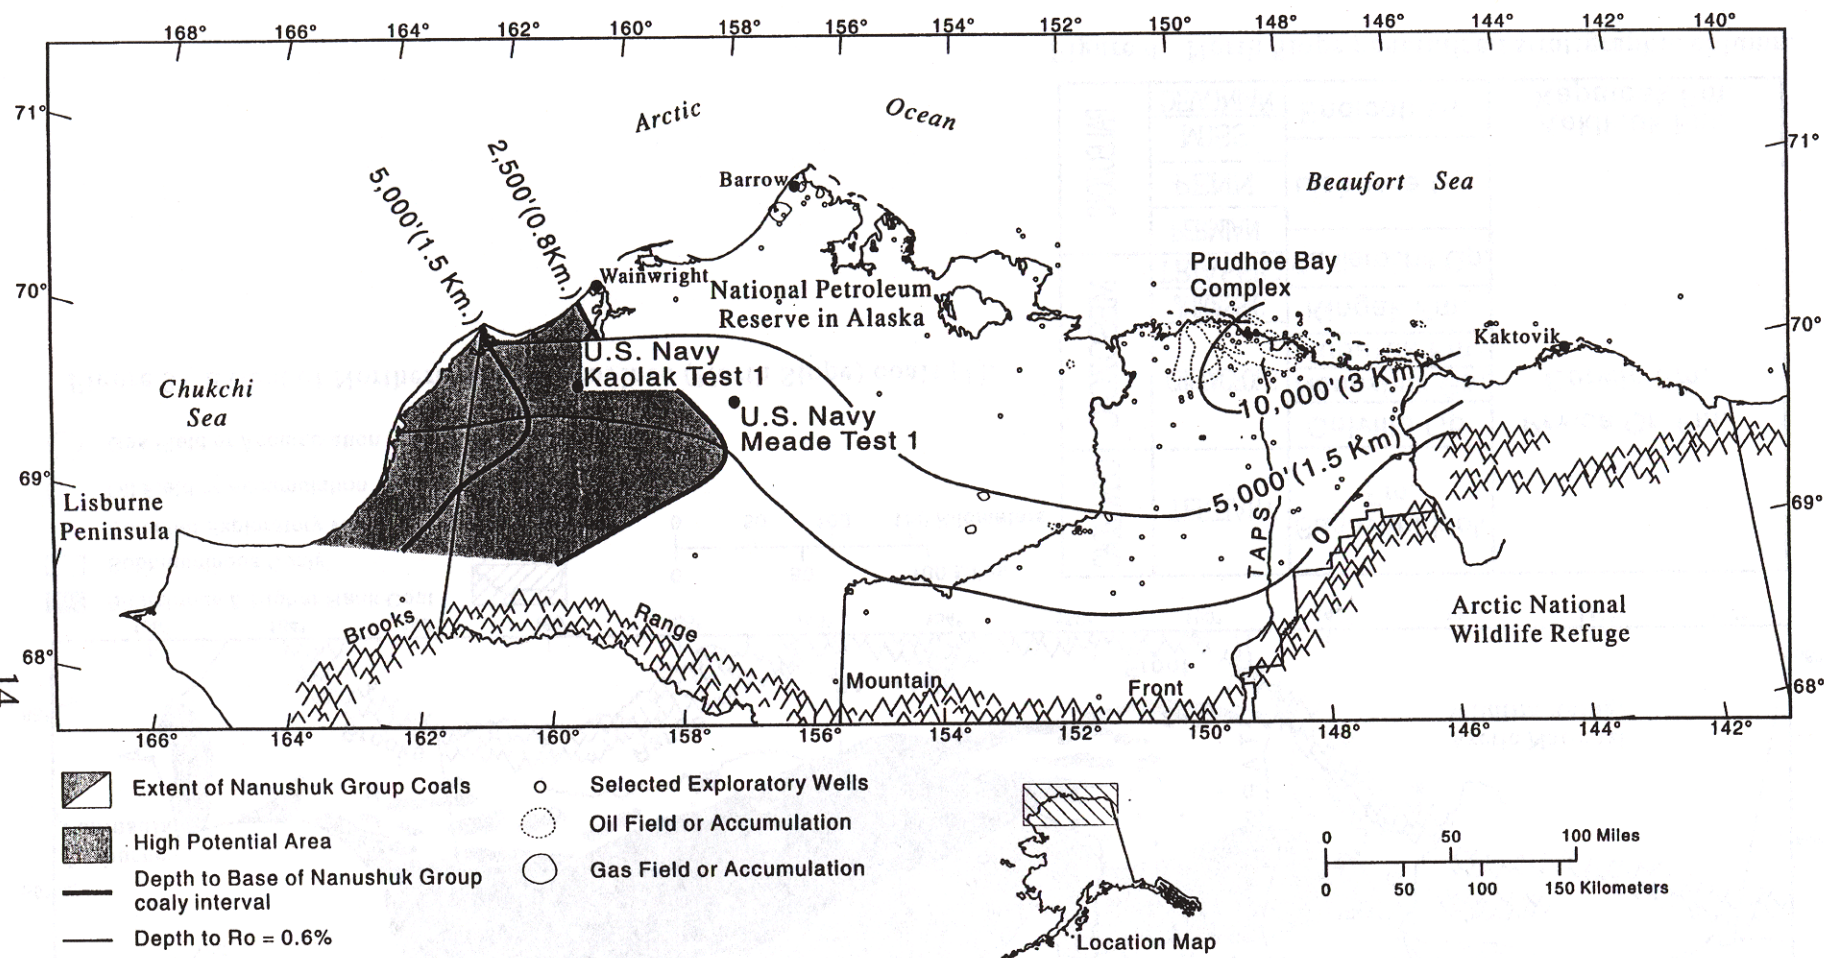 168° 166° 164° 162° 160° 158° 156° 154° 152° 150° 148° 146° 144° 142° 140°
71°
71°
Arctic Ocean
Beaufort Sea
5,000'(1.5 Km.)
2,500'(0.8Km.)
Barrow
Wainwright
70°
70°
National Petroleum
Reserve in Alaska
Prudhoe Bay
Complex
Kaktovik
Chukchi
Sea
U.S. Navy
Kaolak Test 1
U.S. Navy
Meade Test 1
10,000'(3 Km)
5,000'(1.5 Km)
0
TAPS
69°
69°
Lisburne
Peninsula
Arctic National
Wildlife Refuge
Brooks Range
Mountain Front
68°
68°
14
166° 164° 162° 160° 158° 156° 154° 152° 150° 148° 146° 144° 142°
Extent of Nanushuk Group Coals
High Potential Area
Depth to Base of Nanushuk Group
coaly interval
Depth to Ro = 0.6%
Selected Exploratory Wells
Oil Field or Accumulation
Gas Field or Accumulation
Location Map
0 50 100 Miles
0 50 100 150 Kilometers